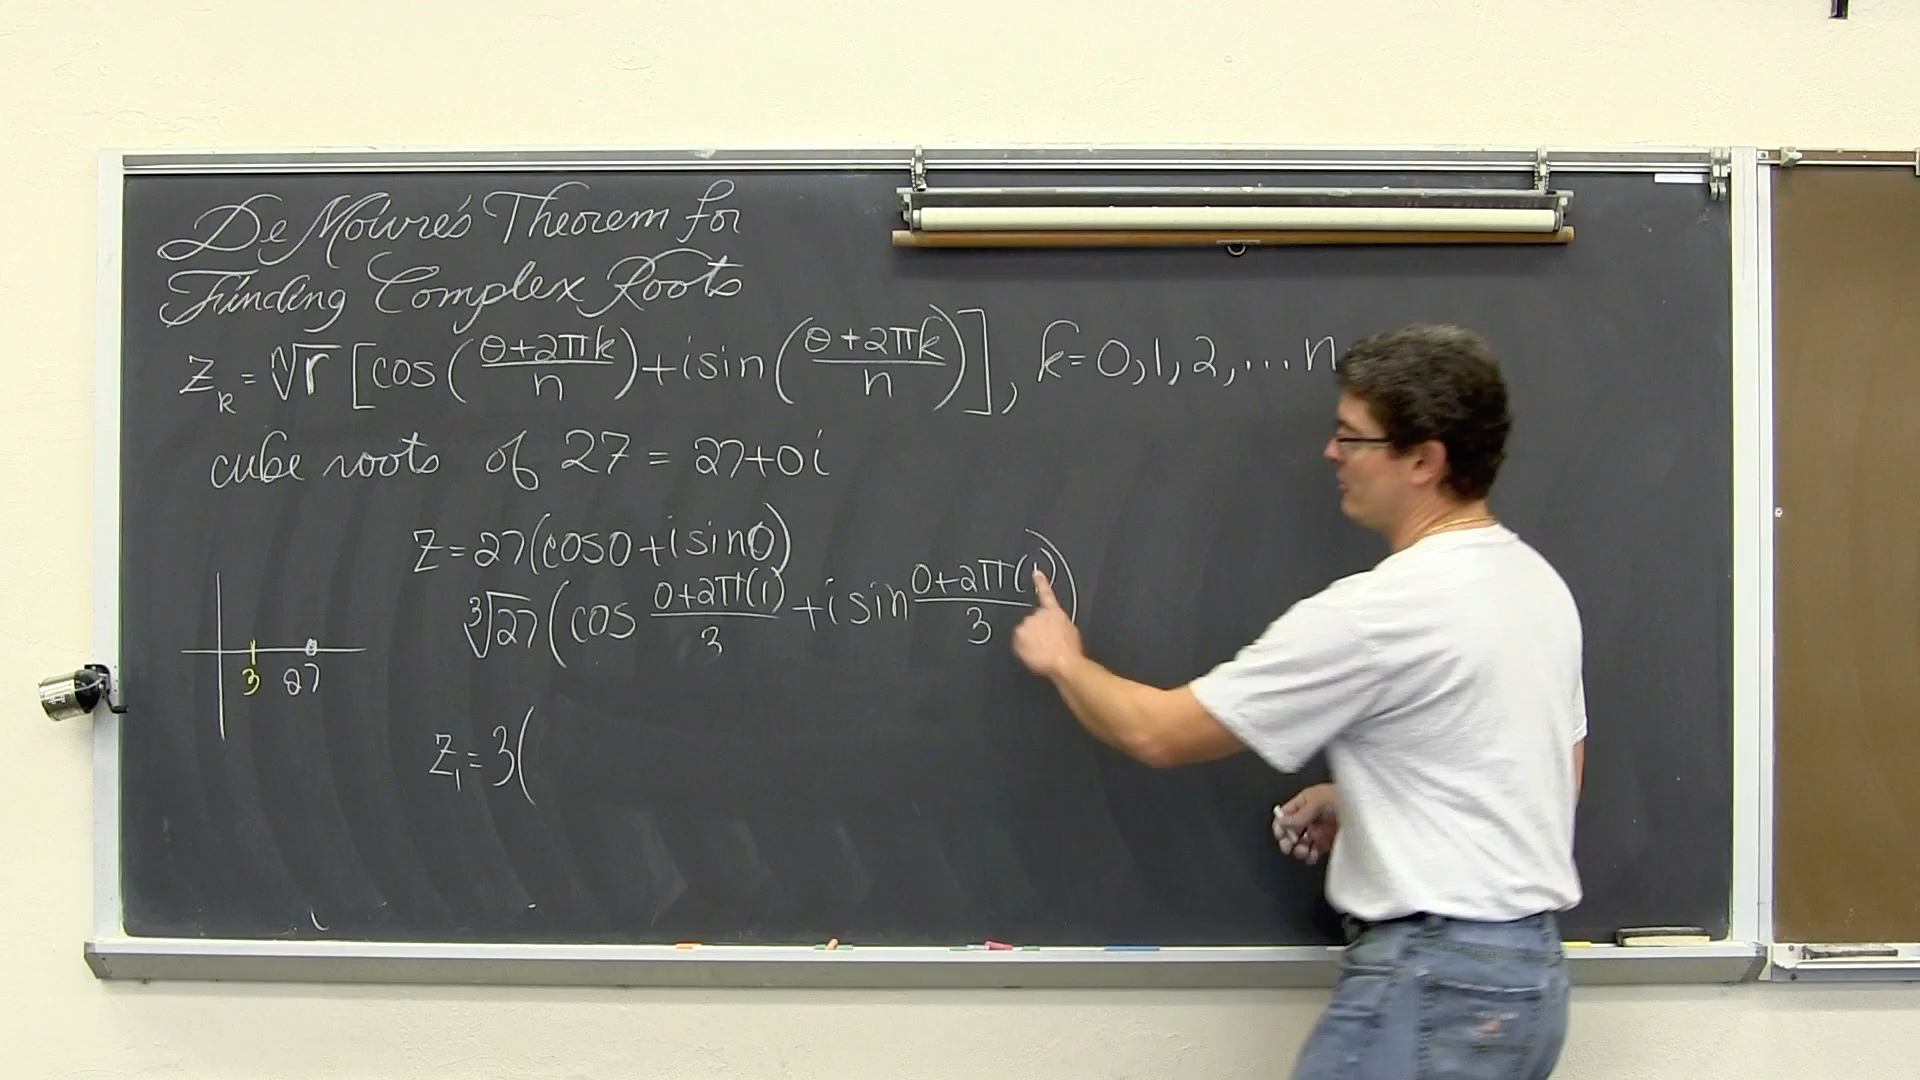 De Moivre's Theorem for
Finding Complex Roots
z_k = ⁿ√r [cos((θ+2πk)/n) + i sin((θ+2πk)/n)], k=0,1,2,...n
cube roots of 27 = 27+0i
z=27(cos0+isin0)
³√27(cos (0+2π(1))/3 + i sin (0+2π(1))/3)
3 27
z₁=3(